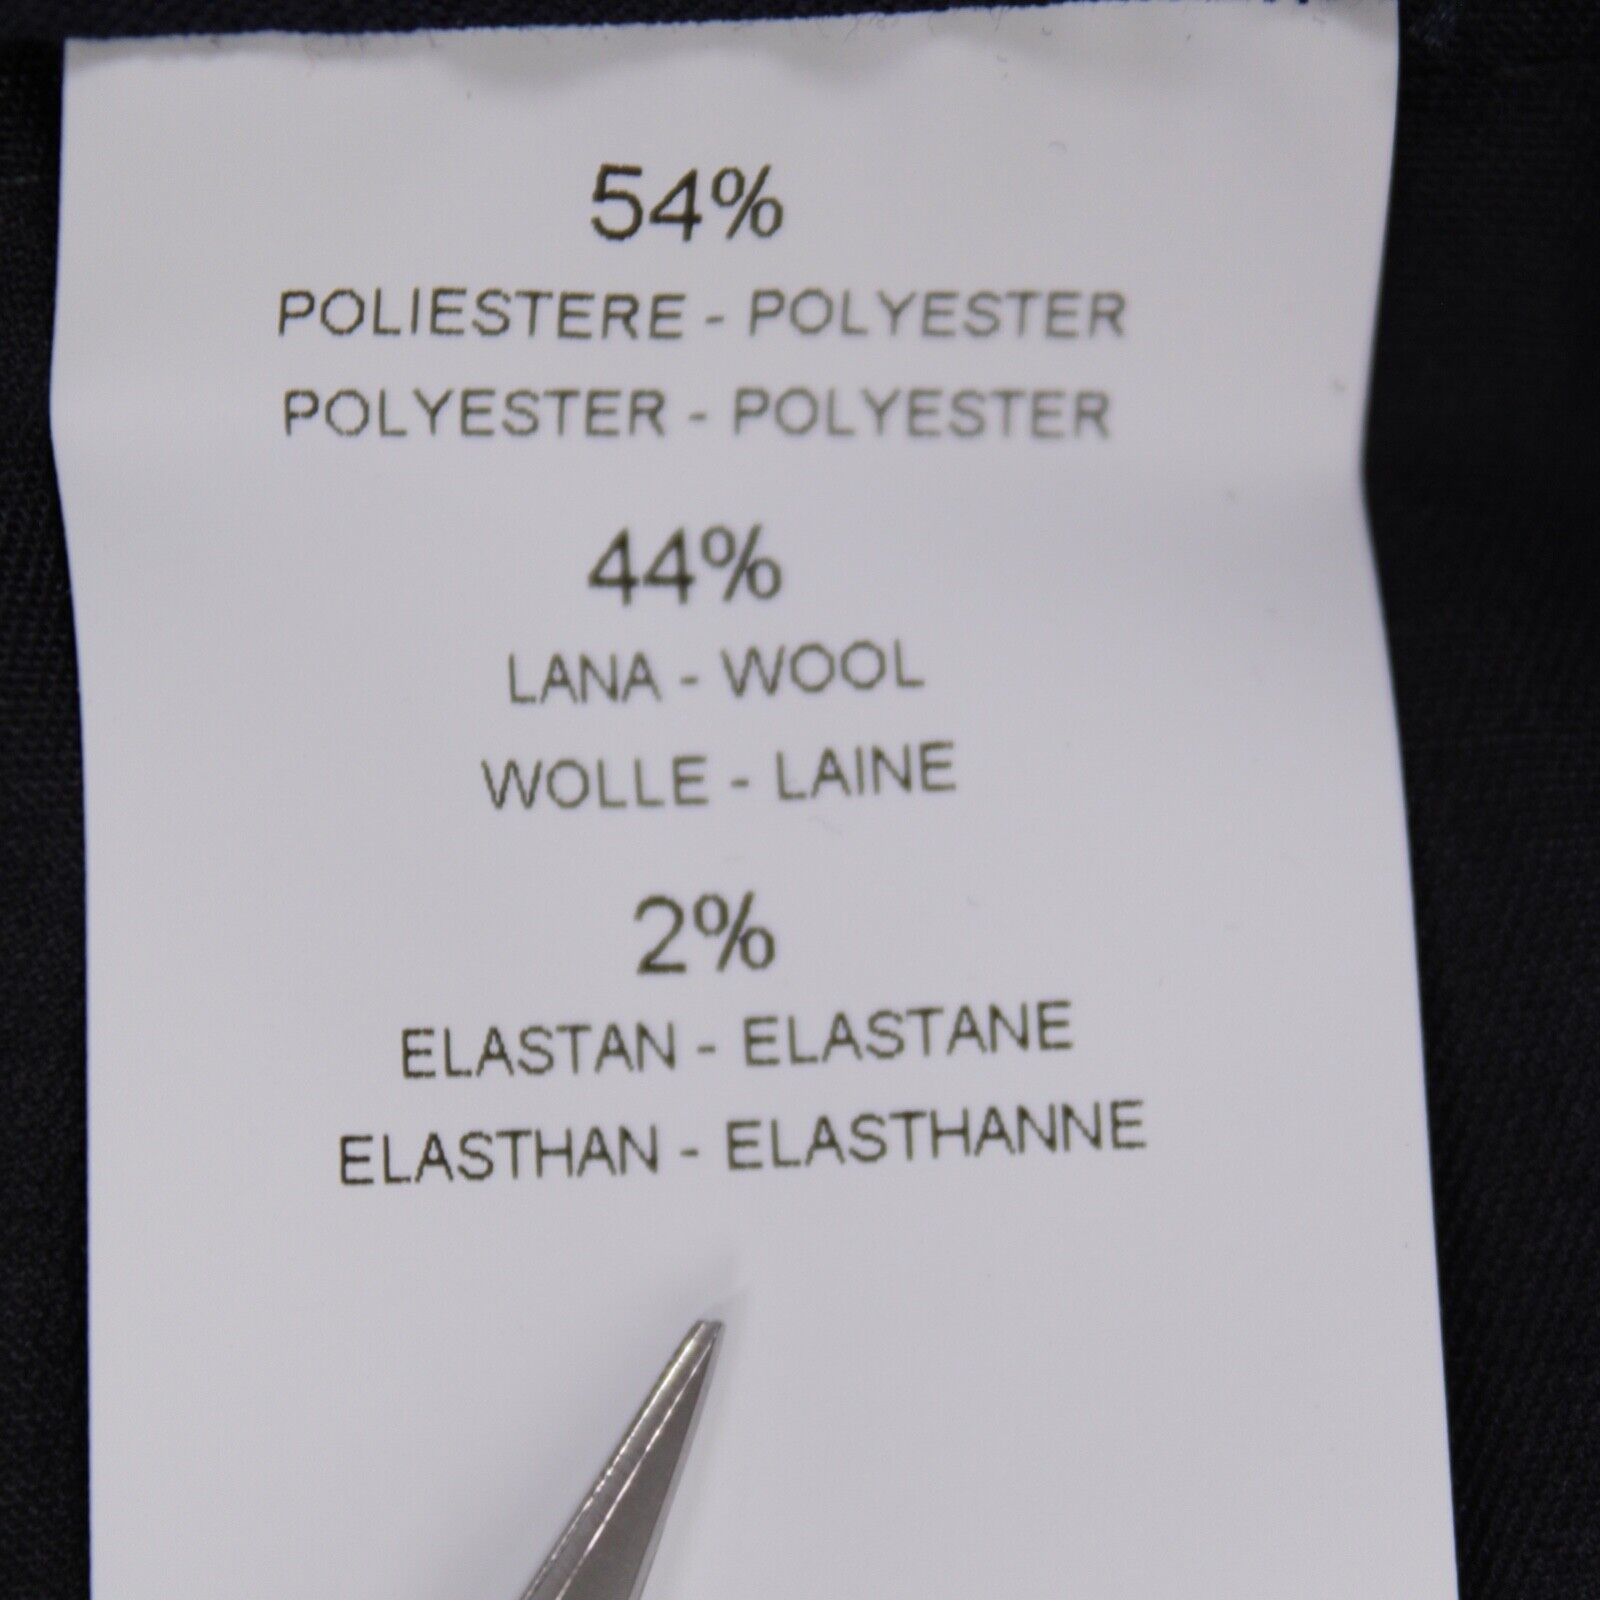 54%
POLIESTERE - POLYESTER
POLYESTER - POLYESTER
44%
LANA - WOOL
WOLLE - LAINE
2%
ELASTAN - ELASTANE
ELASTHAN - ELASTHANNE